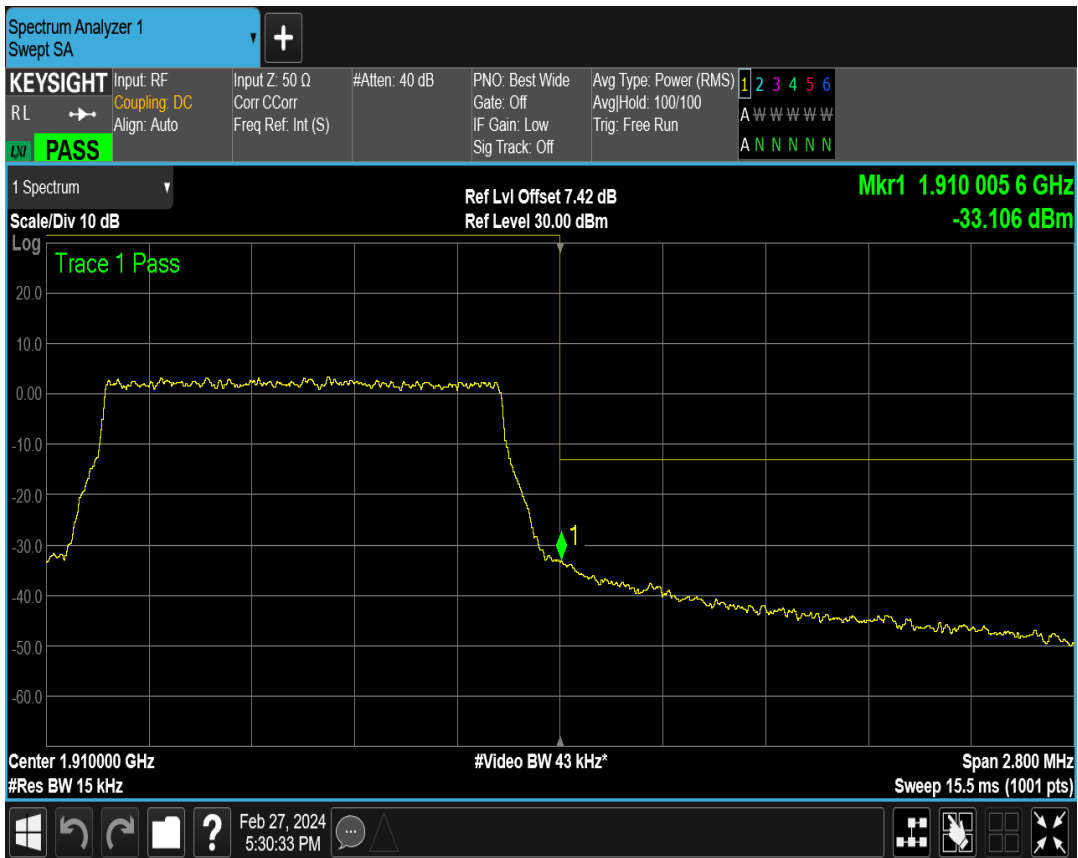 Spectrum Analyzer 1
Swept SA
+
KEYSIGHT
RL
LXI PASS
Input: RF
Coupling: DC
Align: Auto
Input Z: 50 Ω
Corr CCorr
Freq Ref: Int (S)
#Atten: 40 dB
PNO: Best Wide
Gate: Off
IF Gain: Low
Sig Track: Off
Avg Type: Power (RMS)
Avg|Hold: 100/100
Trig: Free Run
1 2 3 4 5 6
A W W W W W
A N N N N N
1 Spectrum
Scale/Div 10 dB
Ref Lvl Offset 7.42 dB
Ref Level 30.00 dBm
Mkr1 1.910 005 6 GHz
-33.106 dBm
Log
Trace 1 Pass
20.0
10.0
0.00
-10.0
-20.0
-30.0
1
-40.0
-50.0
-60.0
Center 1.910000 GHz
#Video BW 43 kHz*
Span 2.800 MHz
#Res BW 15 kHz
Sweep 15.5 ms (1001 pts)
?
Feb 27, 2024
5:30:33 PM